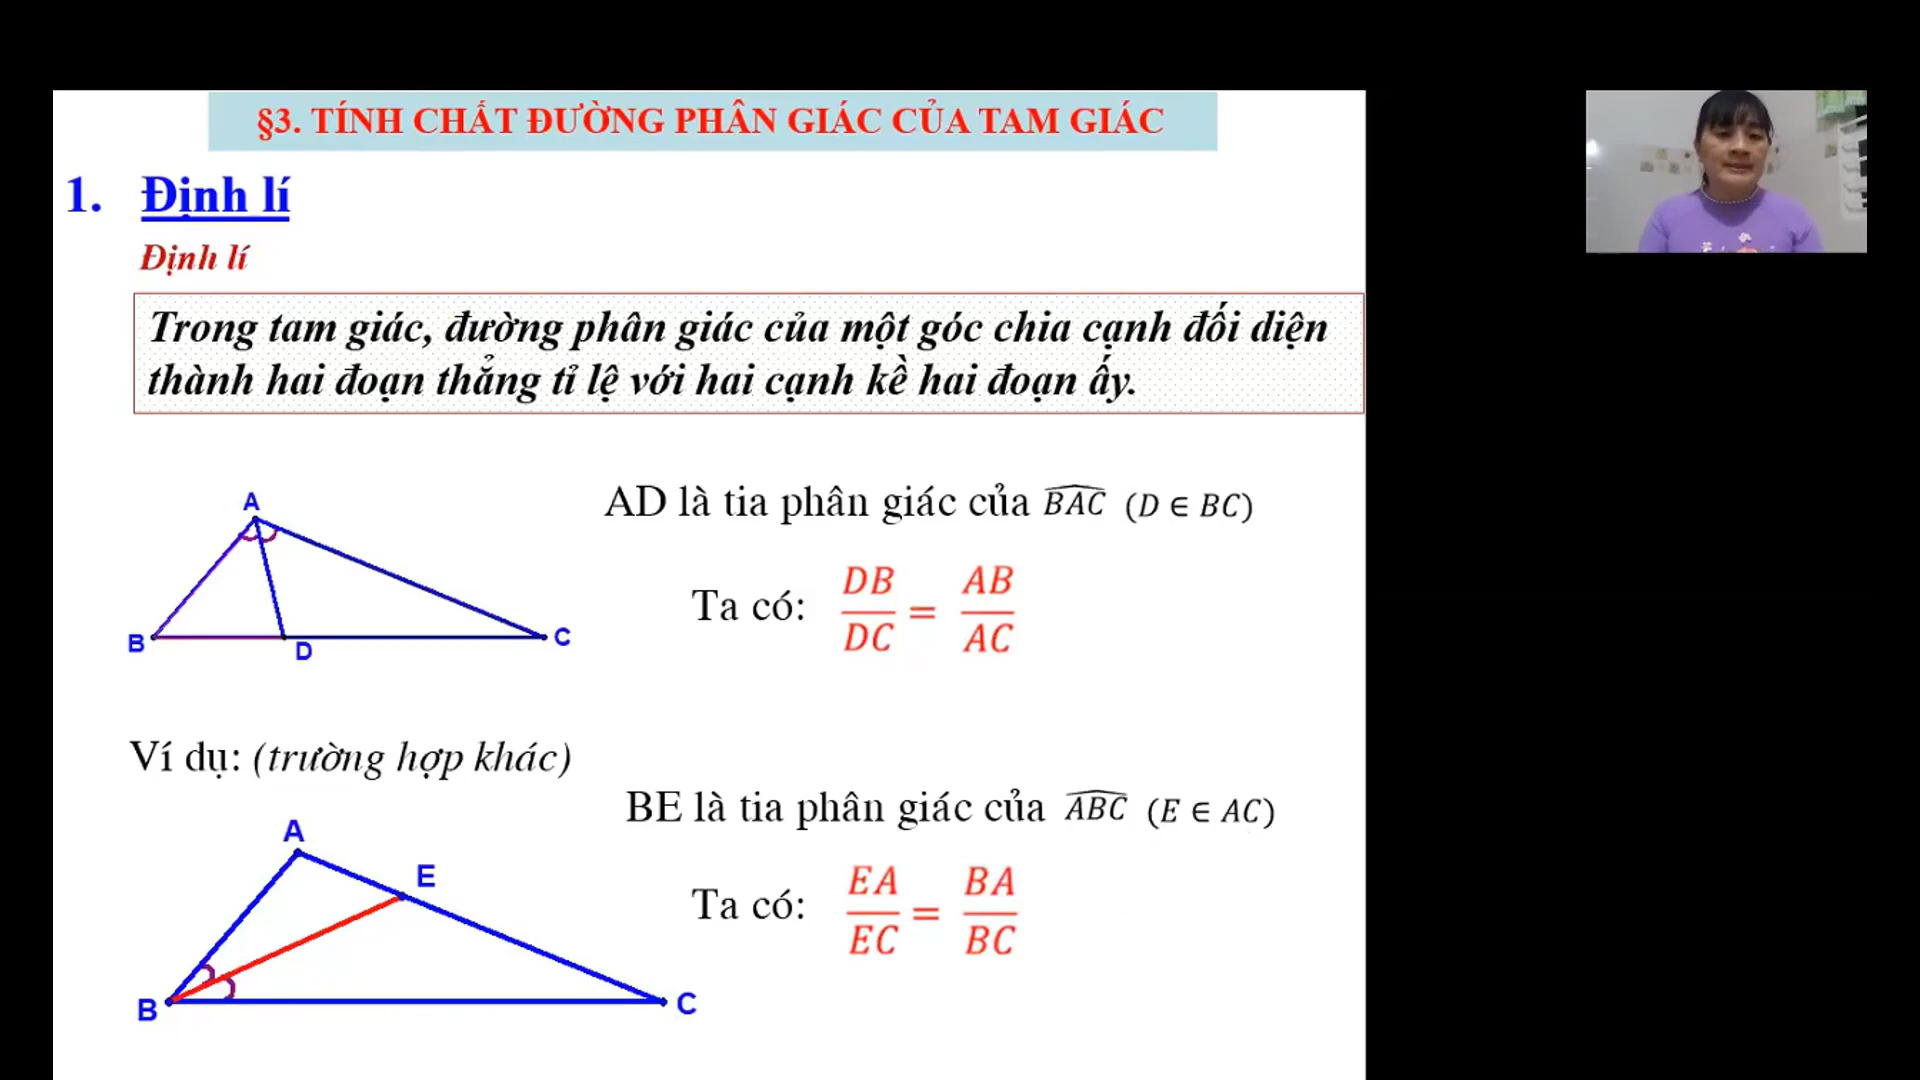 §3. TÍNH CHẤT ĐƯỜNG PHÂN GIÁC CỦA TAM GIÁC
1. Định lí
Định lí
Trong tam giác, đường phân giác của một góc chia cạnh đối diện
thành hai đoạn thẳng tỉ lệ với hai cạnh kề hai đoạn ấy.
A
B
D
C
AD là tia phân giác của \widehat{BAC} (D ∈ BC)
Ta có: DB/DC = AB/AC
Ví dụ: (trường hợp khác)
A
E
B
C
BE là tia phân giác của \widehat{ABC} (E ∈ AC)
Ta có: EA/EC = BA/BC